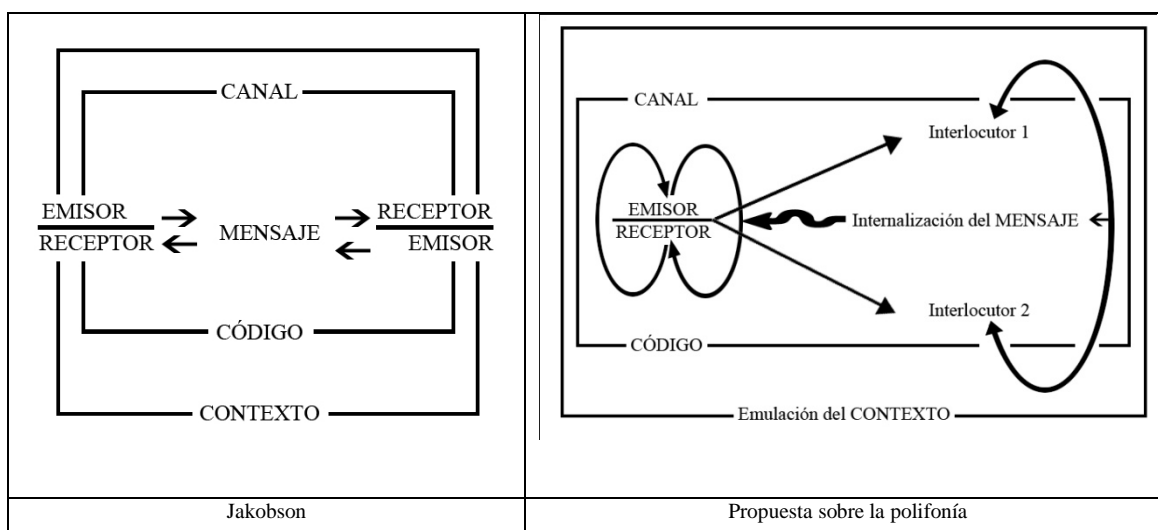 CANAL
EMISOR
RECEPTOR
MENSAJE
RECEPTOR
EMISOR
CÓDIGO
CONTEXTO
Jakobson
CANAL
Interlocutor 1
EMISOR
RECEPTOR
Internalización del MENSAJE
Interlocutor 2
CÓDIGO
Emulación del CONTEXTO
Propuesta sobre la polifonía